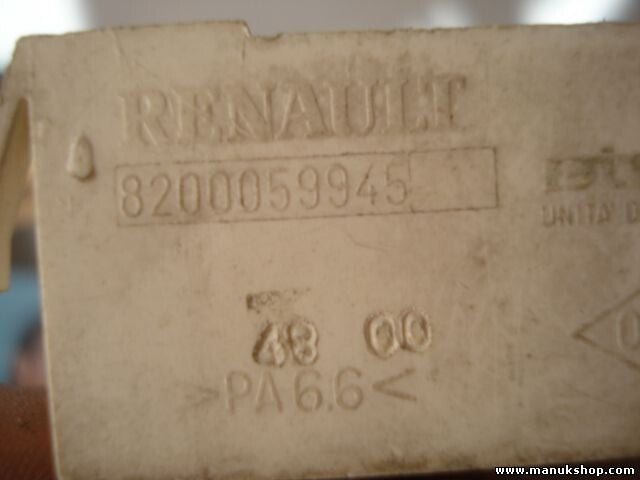 RENAULT
8200059945
UNITA'
48 00
>PA6.6<
www.manukshop.com